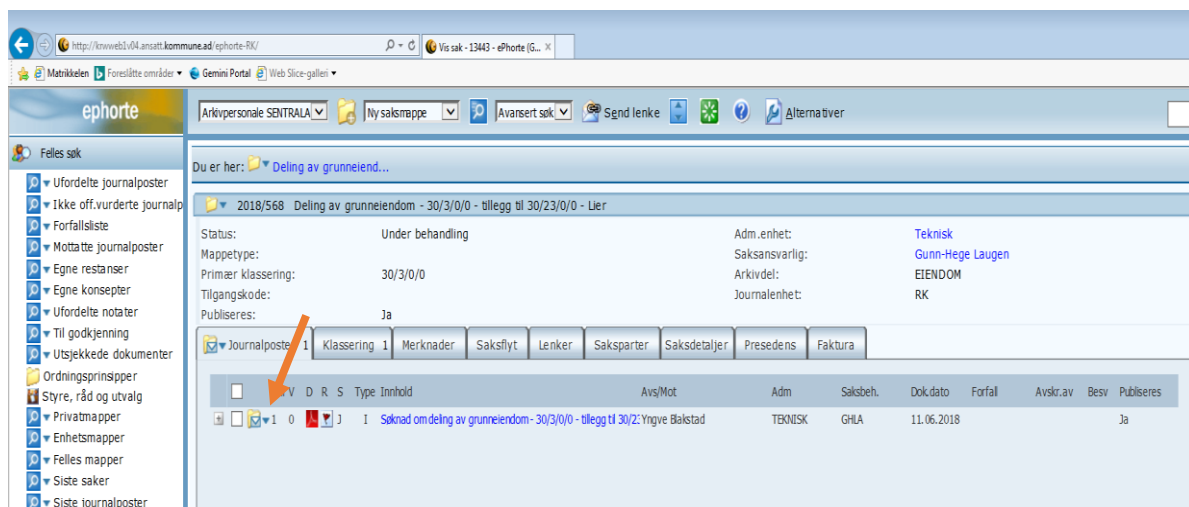 http://krwweb1v04.ansatt.kommune.ad/ephorte-RK/
Vis sak - 13443 - ePhorte (G... X
Matrikkelen Foreslåtte områder Gemini Portal Web Slice-galleri
ephorte
Arkivpersonale SENTRALA Ny saksmappe Avansert søk Send lenke Alternativer
Felles søk
Ufordelte journalposter
Ikke off.vurderte journalp
Forfallsliste
Mottatte journalposter
Egne restanser
Egne konsepter
Ufordelte notater
Til godkjenning
Utsjekkede dokumenter
Ordningsprinsipper
Styre, råd og utvalg
Privatmapper
Enhetsmapper
Felles mapper
Siste saker
Siste journalposter
Du er her: Deling av grunneiend...
2018/568 Deling av grunneiendom - 30/3/0/0 - tillegg til 30/23/0/0 - Lier
Status: Under behandling Adm.enhet: Teknisk
Mappetype: Saksansvarlig: Gunn-Hege Laugen
Primær klassering: 30/3/0/0 Arkivdel: EIENDOM
Tilgangskode: Journalenhet: RK
Publiseres: Ja
Journalposter 1 Klassering 1 Merknader Saksflyt Lenker Saksparter Saksdetaljer Presedens Faktura
V D R S Type Innhold Avs/Mot Adm Saksbeh. Dok.dato Forfall Avskr.av Besv Publiseres
1 0 J I Søknad om deling av grunneiendom - 30/3/0/0 - tillegg til 30/23 Yngve Blakstad TEKNISK GHLA 11.06.2018 Ja